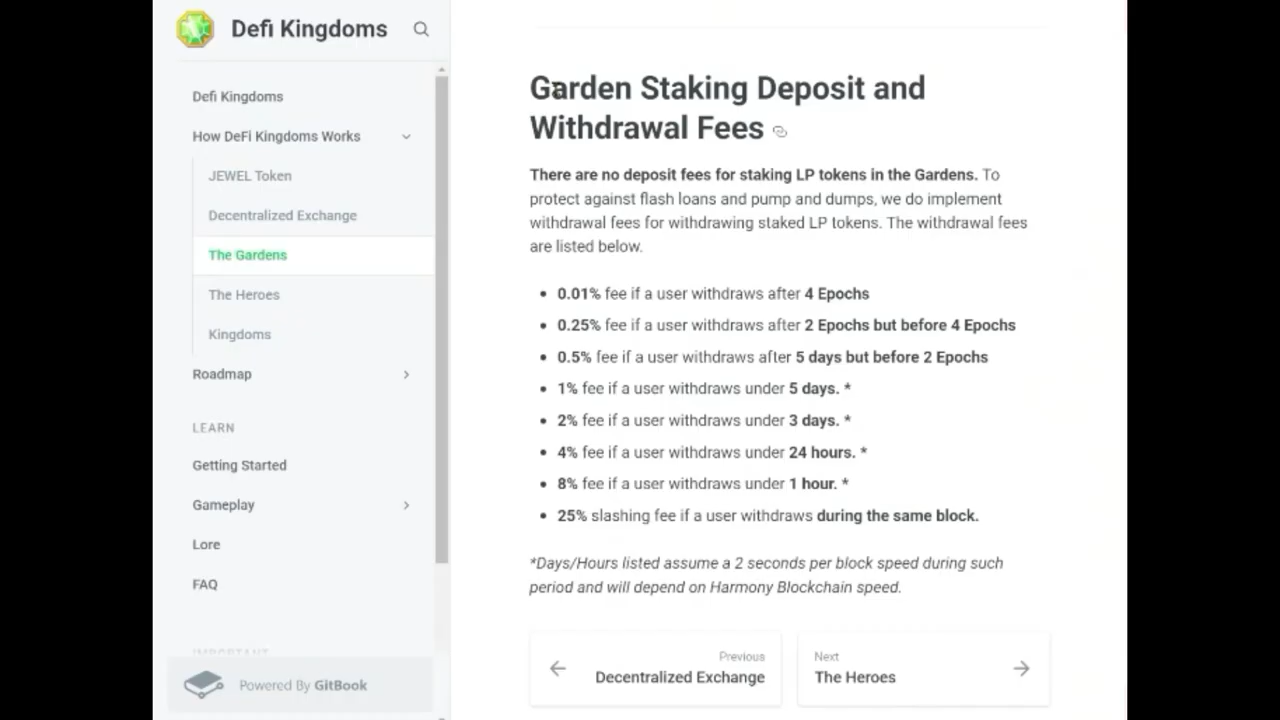 Defi Kingdoms
Defi Kingdoms
How DeFi Kingdoms Works
JEWEL Token
Decentralized Exchange
The Gardens
The Heroes
Kingdoms
Roadmap
LEARN
Getting Started
Gameplay
Lore
FAQ
IMPORTANT
Powered By GitBook
Garden Staking Deposit and
Withdrawal Fees
There are no deposit fees for staking LP tokens in the Gardens. To
protect against flash loans and pump and dumps, we do implement
withdrawal fees for withdrawing staked LP tokens. The withdrawal fees
are listed below.
• 0.01% fee if a user withdraws after 4 Epochs
• 0.25% fee if a user withdraws after 2 Epochs but before 4 Epochs
• 0.5% fee if a user withdraws after 5 days but before 2 Epochs
• 1% fee if a user withdraws under 5 days. *
• 2% fee if a user withdraws under 3 days. *
• 4% fee if a user withdraws under 24 hours. *
• 8% fee if a user withdraws under 1 hour. *
• 25% slashing fee if a user withdraws during the same block.
*Days/Hours listed assume a 2 seconds per block speed during such
period and will depend on Harmony Blockchain speed.
Previous
Decentralized Exchange
Next
The Heroes